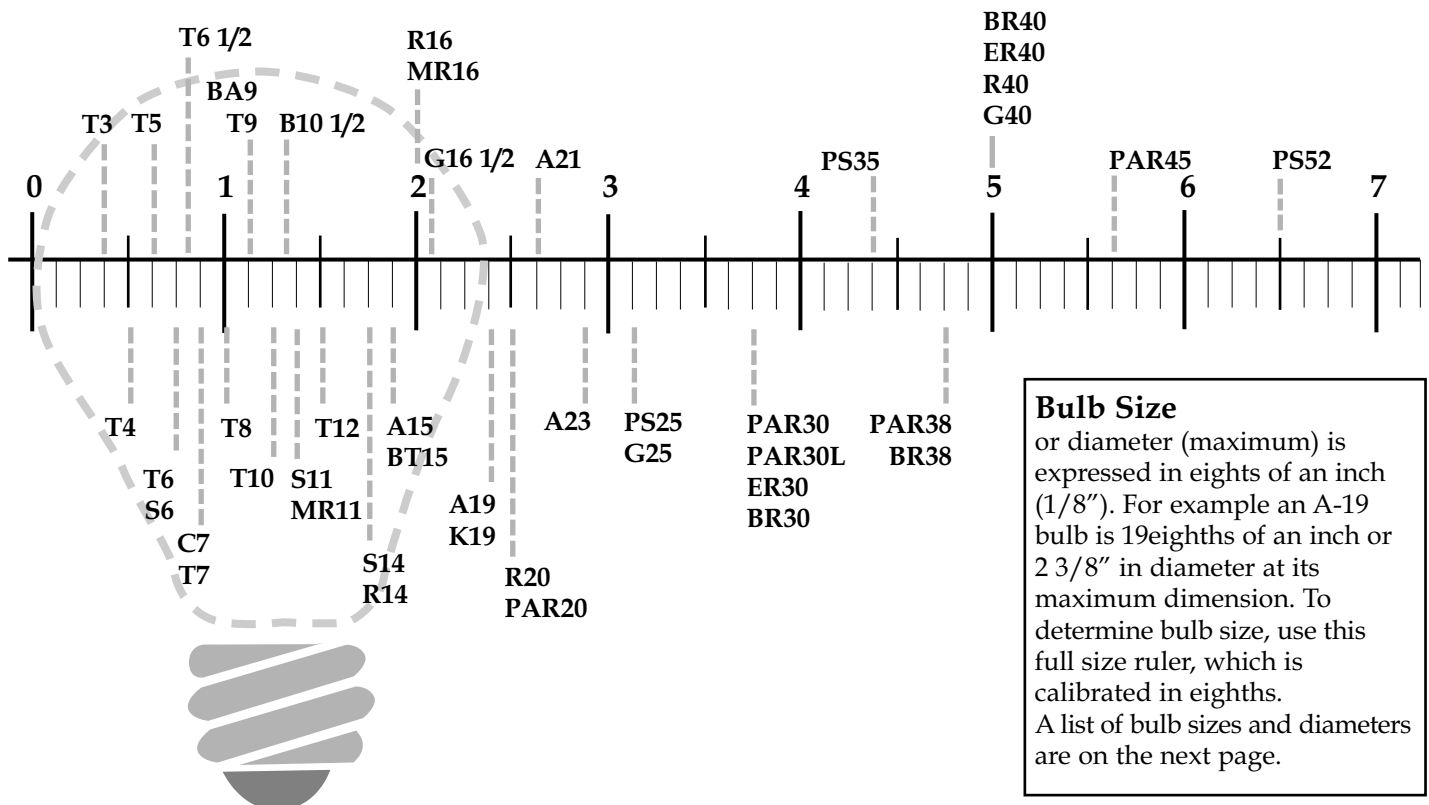 T6 1/2
R16
MR16
BR40
ER40
R40
G40
BA9
T3
T5
T9
B10 1/2
G16 1/2
A21
PS35
PAR45
PS52
0
1
2
3
4
5
6
7
T4
T8
T12
A15
BT15
A23
PS25
G25
PAR30
PAR30L
ER30
BR30
PAR38
BR38
T6
S6
T10
S11
MR11
A19
K19
C7
T7
S14
R14
R20
PAR20
Bulb Size
or diameter (maximum) is
expressed in eights of an inch
(1/8”). For example an A-19
bulb is 19eighths of an inch or
2 3/8” in diameter at its
maximum dimension. To
determine bulb size, use this
full size ruler, which is
calibrated in eighths.
A list of bulb sizes and diameters
are on the next page.